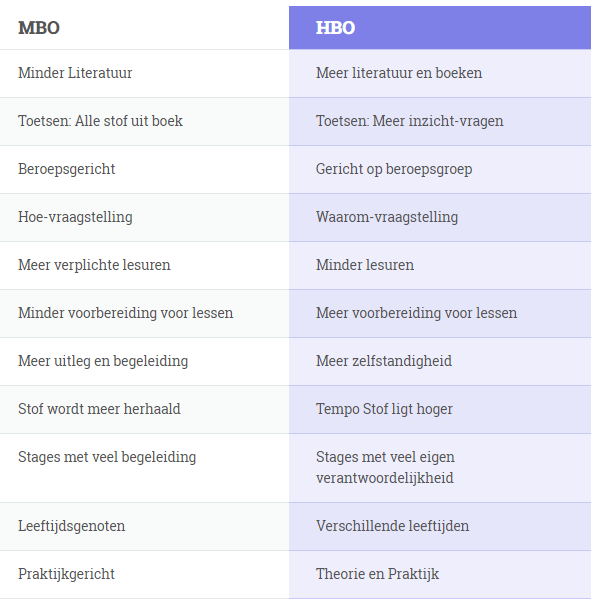 MBO HBO
Minder Literatuur Meer literatuur en boeken
Toetsen: Alle stof uit boek Toetsen: Meer inzicht-vragen
Beroepsgericht Gericht op beroepsgroep
Hoe-vraagstelling Waarom-vraagstelling
Meer verplichte lesuren Minder lesuren
Minder voorbereiding voor lessen Meer voorbereiding voor lessen
Meer uitleg en begeleiding Meer zelfstandigheid
Stof wordt meer herhaald Tempo Stof ligt hoger
Stages met veel begeleiding Stages met veel eigen
verantwoordelijkheid
Leeftijdsgenoten Verschillende leeftijden
Praktijkgericht Theorie en Praktijk